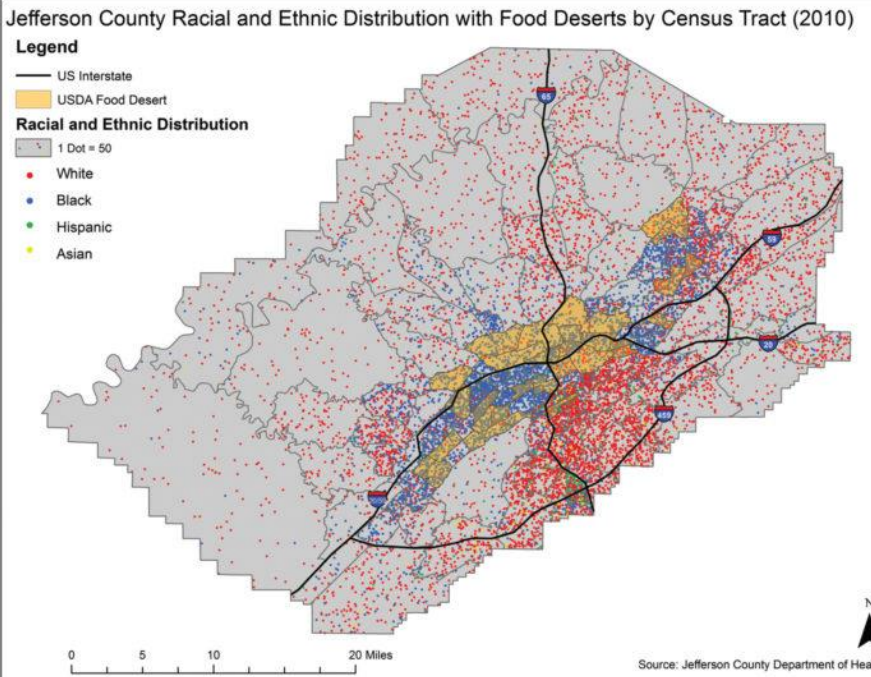 Jefferson County Racial and Ethnic Distribution with Food Deserts by Census Tract (2010)
Legend
US Interstate
USDA Food Desert
Racial and Ethnic Distribution
1 Dot = 50
White
Black
Hispanic
Asian
65
59
20
459
0 5 10 20 Miles
N
Source: Jefferson County Department of Hea